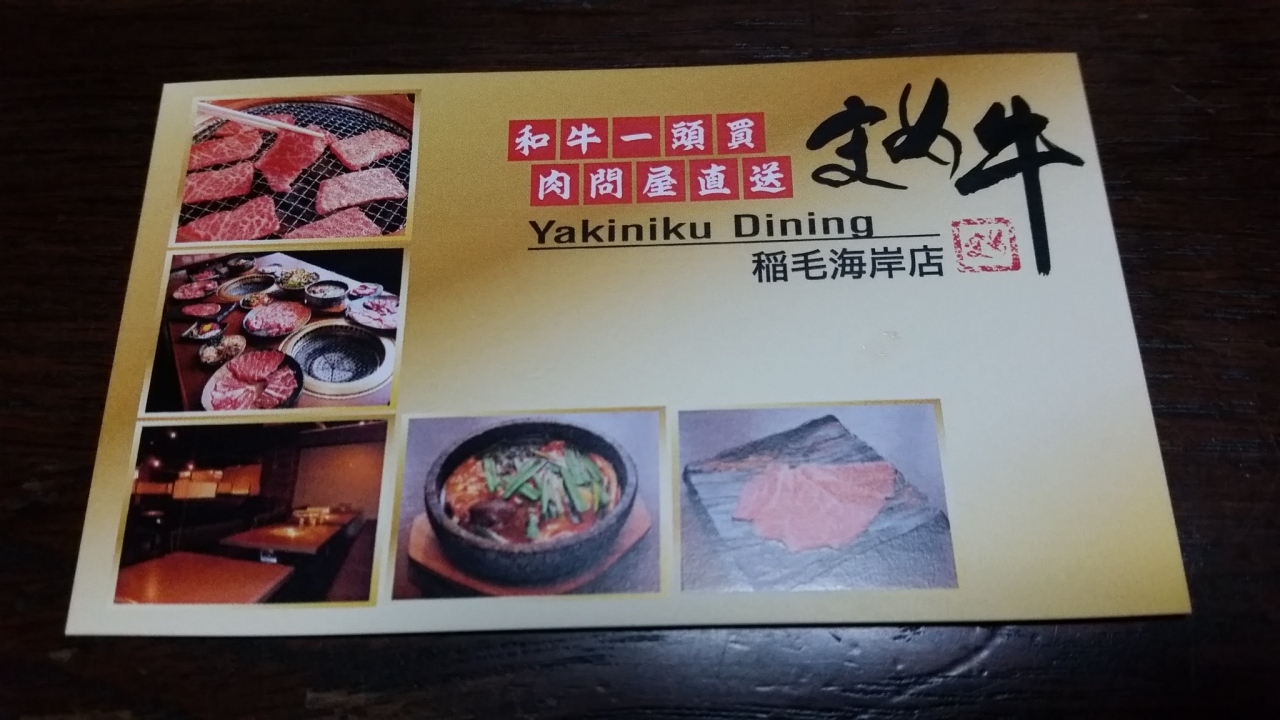 和牛一頭買
肉問屋直送
まめ牛
Yakiniku Dining
稲毛海岸店